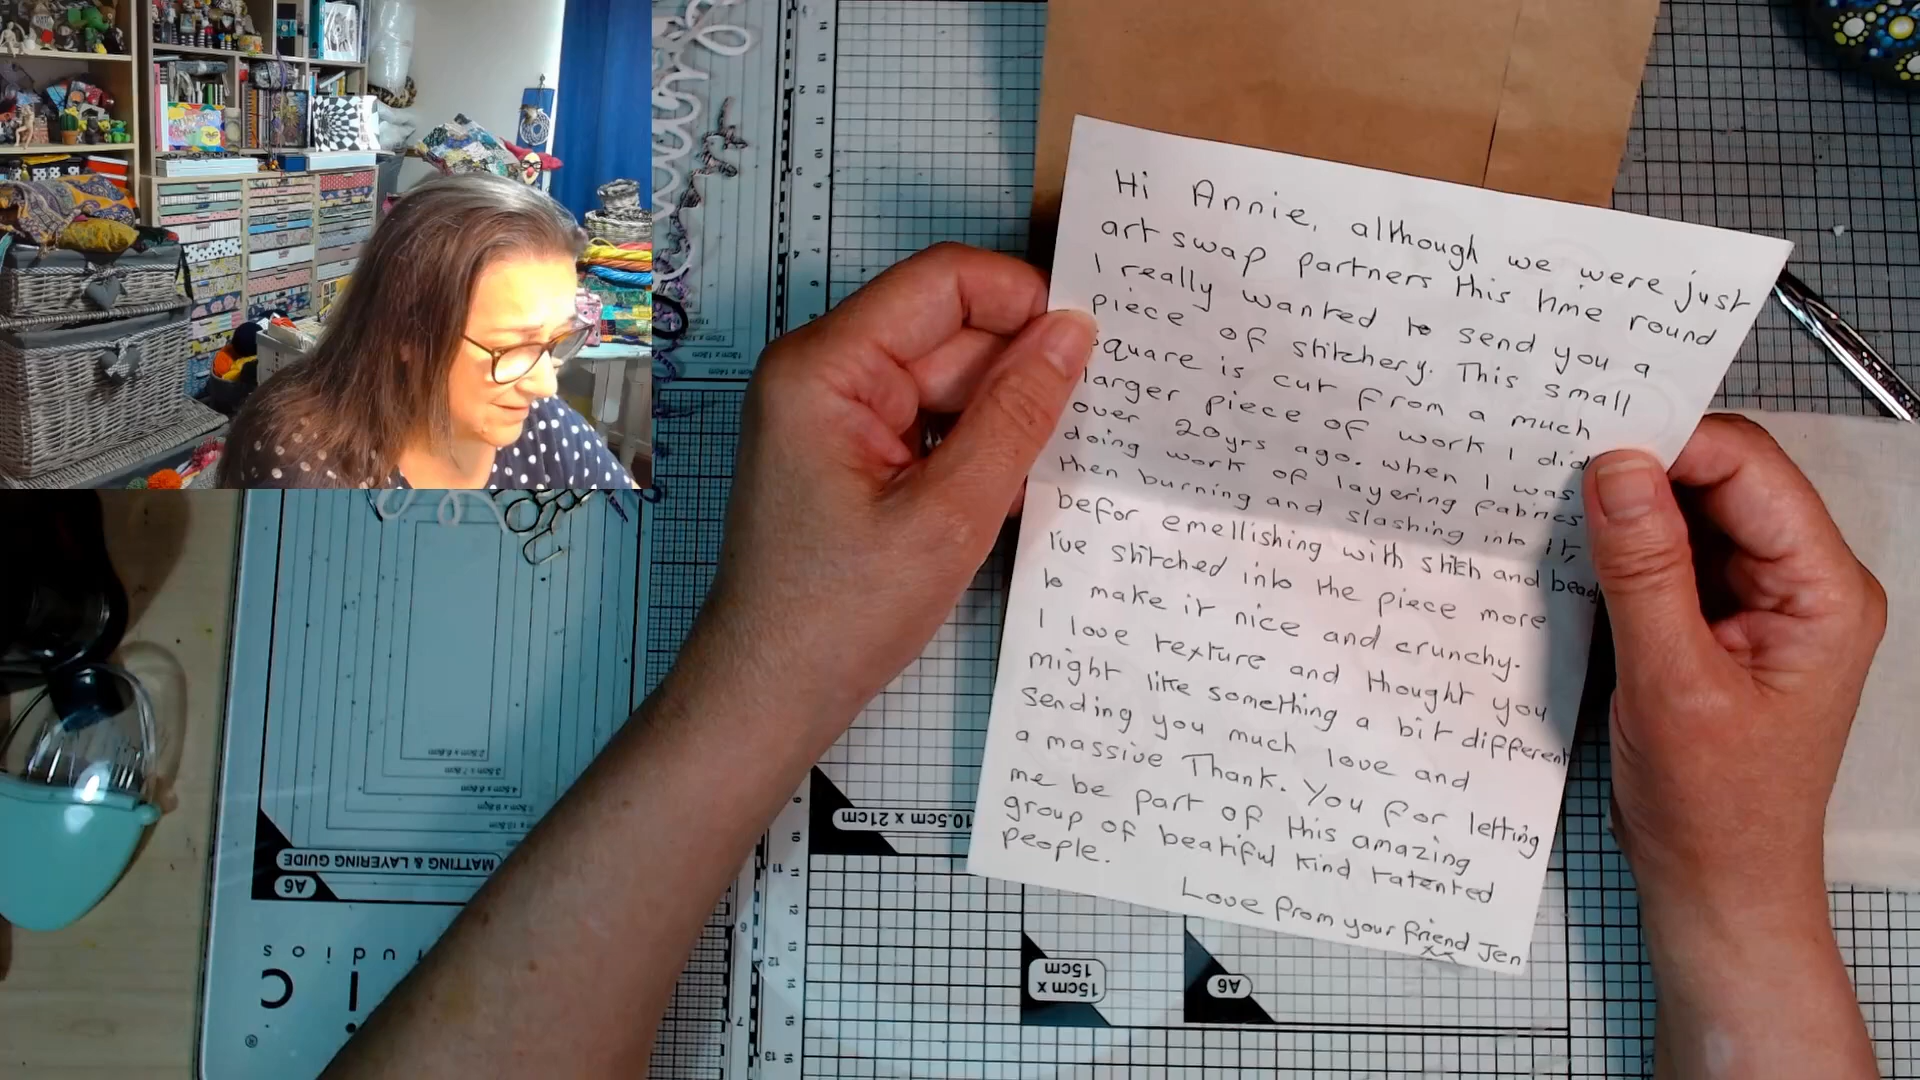 Hi Annie, although we were just
art swap partners this time round
I really wanted to send you a
piece of stitchery. This small
square is cut from a much
larger piece of work I did
over 20yrs ago. when I was
doing work of layering fabrics
then burning and slashing into it,
befor emellishing with stitch and bead
I've stitched into the piece more
to make it nice and crunchy.
I love texture and thought you
might like something a bit different
Sending you much love and
a massive Thank. You for letting
me be part of this amazing
group of beatiful kind tatented
people.
Love from your friend Jen
xx
10.5cm x 21cm
MATTING & LAYERING GUIDE
A6
15cm x
15cm
A6